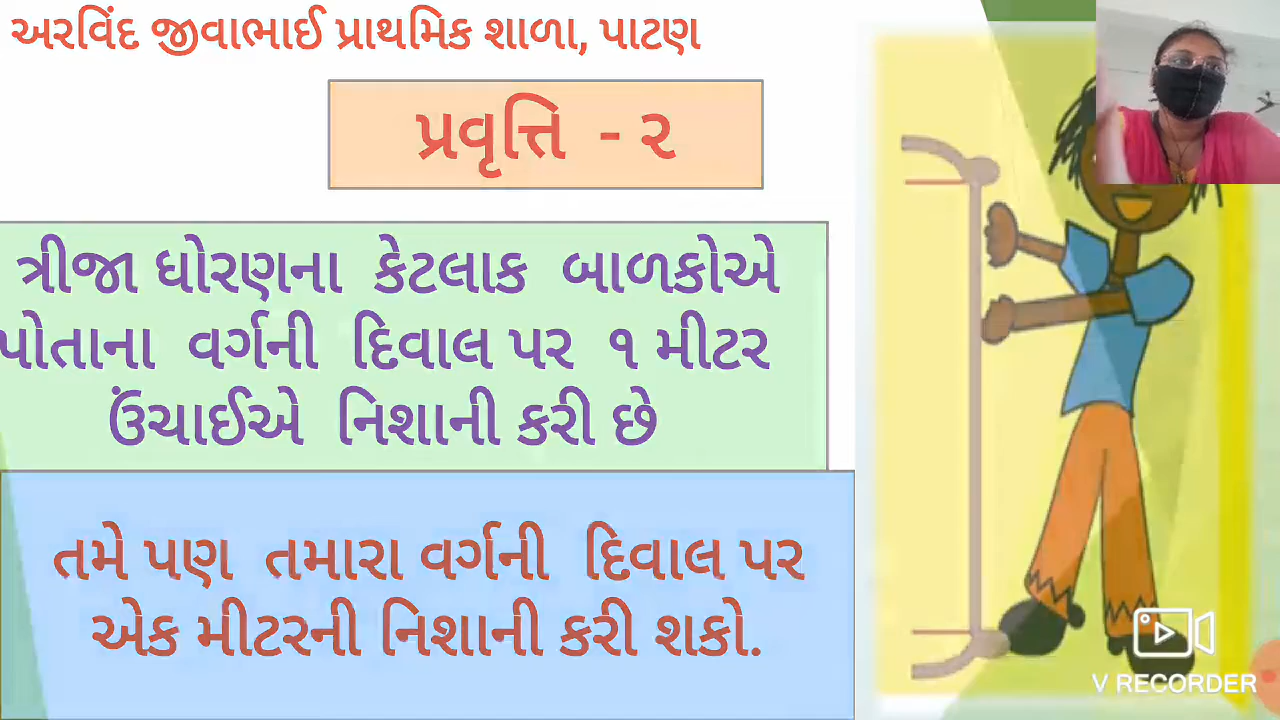 અરવિંદ જીવાભાઈ પ્રાથમિક શાળા, પાટણ
પ્રવૃત્તિ - ૨
ત્રીજા ધોરણના કેટલાક બાળકોએ
પોતાના વર્ગની દિવાલ પર ૧ મીટર
ઉંચાઈએ નિશાની કરી છે
તમે પણ તમારા વર્ગની દિવાલ પર
એક મીટરની નિશાની કરી શકો.
V RECORDER